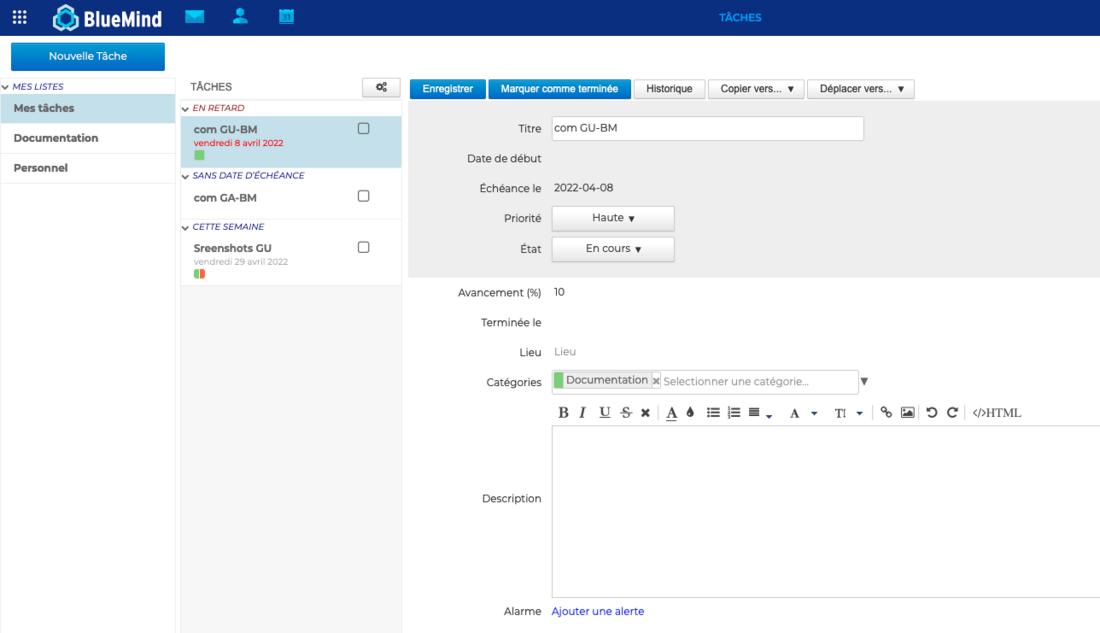 BlueMind
31
TÂCHES
Nouvelle Tâche
MES LISTES
Mes tâches
Documentation
Personnel
TÂCHES
EN RETARD
com GU-BM
vendredi 8 avril 2022
SANS DATE D'ÉCHÉANCE
com GA-BM
CETTE SEMAINE
Sreenshots GU
vendredi 29 avril 2022
Enregistrer Marquer comme terminée Historique Copier vers... ▼ Déplacer vers... ▼
Titre com GU-BM
Date de début
Échéance le 2022-04-08
Priorité Haute ▼
État En cours ▼
Avancement (%) 10
Terminée le
Lieu Lieu
Catégories Documentation × Selectionner une catégorie... ▼
B I U S ✖ A A T! </>HTML
Description
Alarme Ajouter une alerte